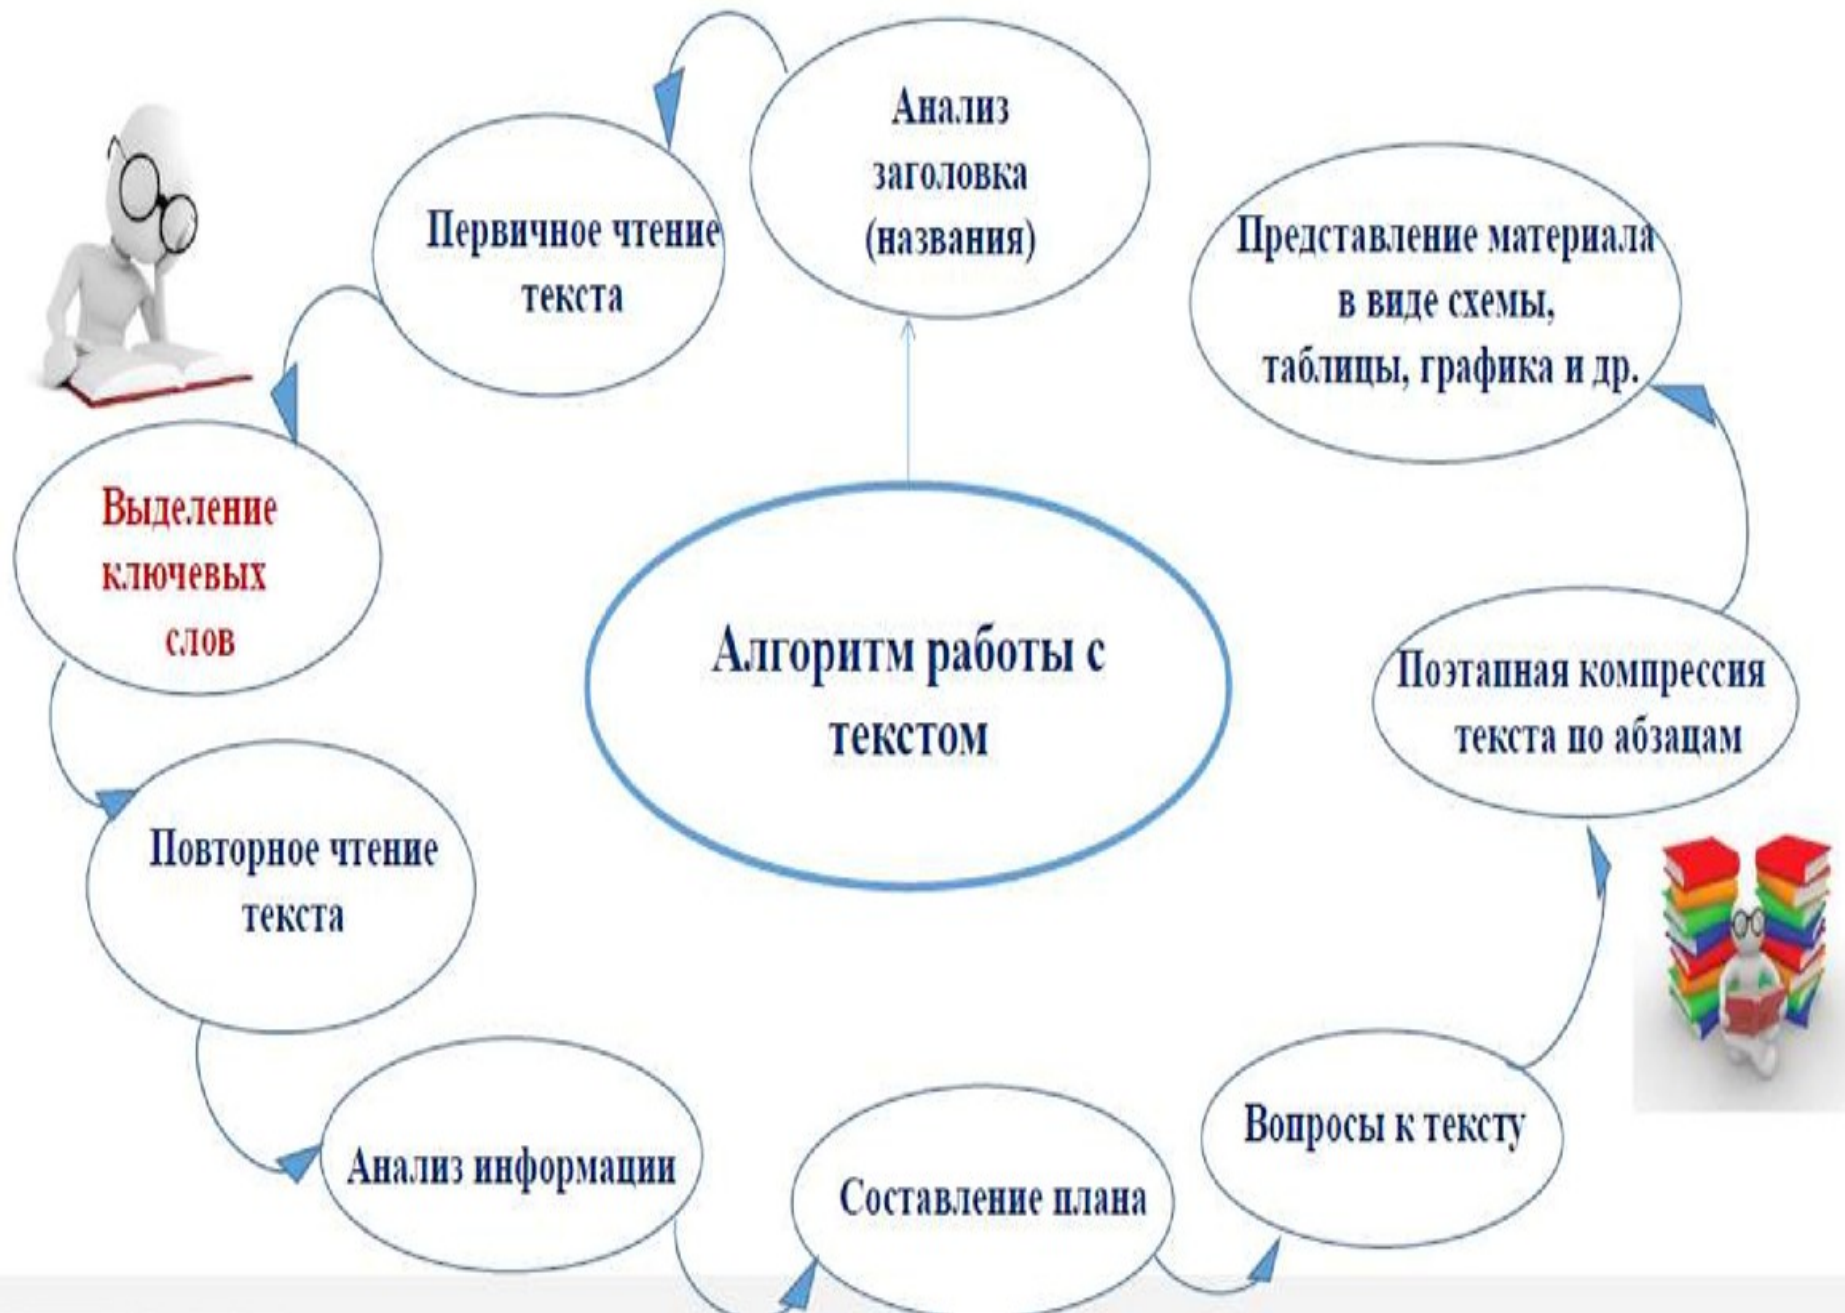 Анализ
заголовка
(названия)
Первичное чтение
текста
Выделение
ключевых
слов
Повторное чтение
текста
Анализ информации
Составление плана
Вопросы к тексту
Поэтапная компрессия
текста по абзацам
Представление материала
в виде схемы,
таблицы, графика и др.
Алгоритм работы с
текстом